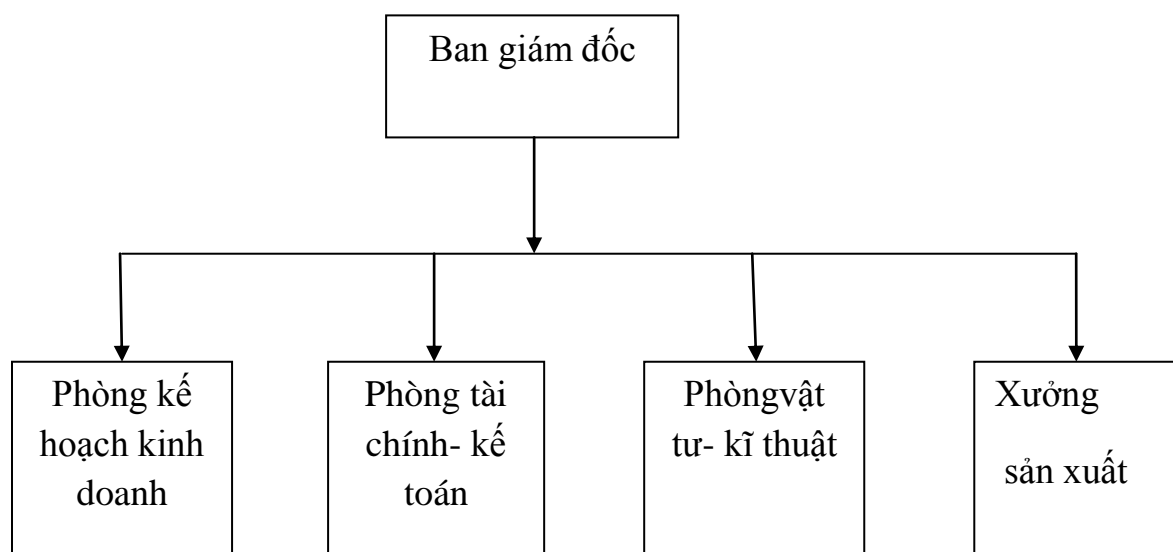 Ban giám đốc
Phòng kế
hoạch kinh
doanh
Phòng tài
chính- kế
toán
Phòngvật
tư- kĩ thuật
Xưởng
sản xuất